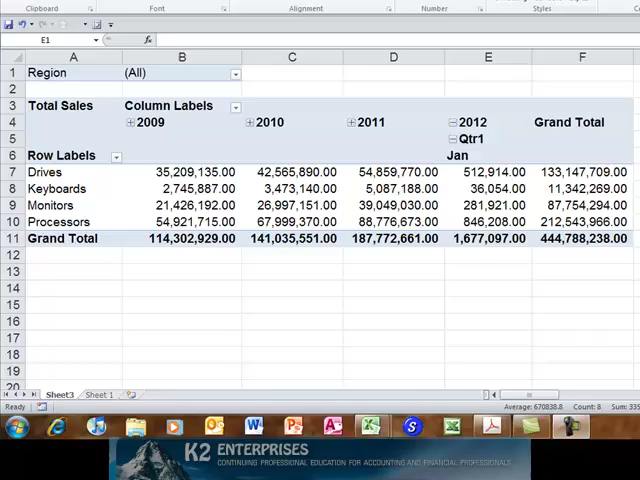 Clipboard Font Alignment Number Styles
E1 fx
A B C D E F
1 Region (All)
2
3 Total Sales Column Labels
4 2009 2010 2011 2012 Grand Total
5 Qtr1
6 Row Labels Jan
7 Drives 35,209,135.00 42,565,890.00 54,859,770.00 512,914.00 133,147,709.00
8 Keyboards 2,745,887.00 3,473,140.00 5,087,188.00 36,054.00 11,342,269.00
9 Monitors 21,426,192.00 26,997,151.00 39,049,030.00 281,921.00 87,754,294.00
10 Processors 54,921,715.00 67,999,370.00 88,776,673.00 846,208.00 212,543,966.00
11 Grand Total 114,302,929.00 141,035,551.00 187,772,661.00 1,677,097.00 444,788,238.00
12
13
14
15
16
17
18
19
20
Sheet3 Sheet 1
Ready Average: 670838.8 Count: 8 Sum: 335
K2 ENTERPRISES
CONTINUING PROFESSIONAL EDUCATION FOR ACCOUNTING AND FINANCIAL PROFESSIONALS